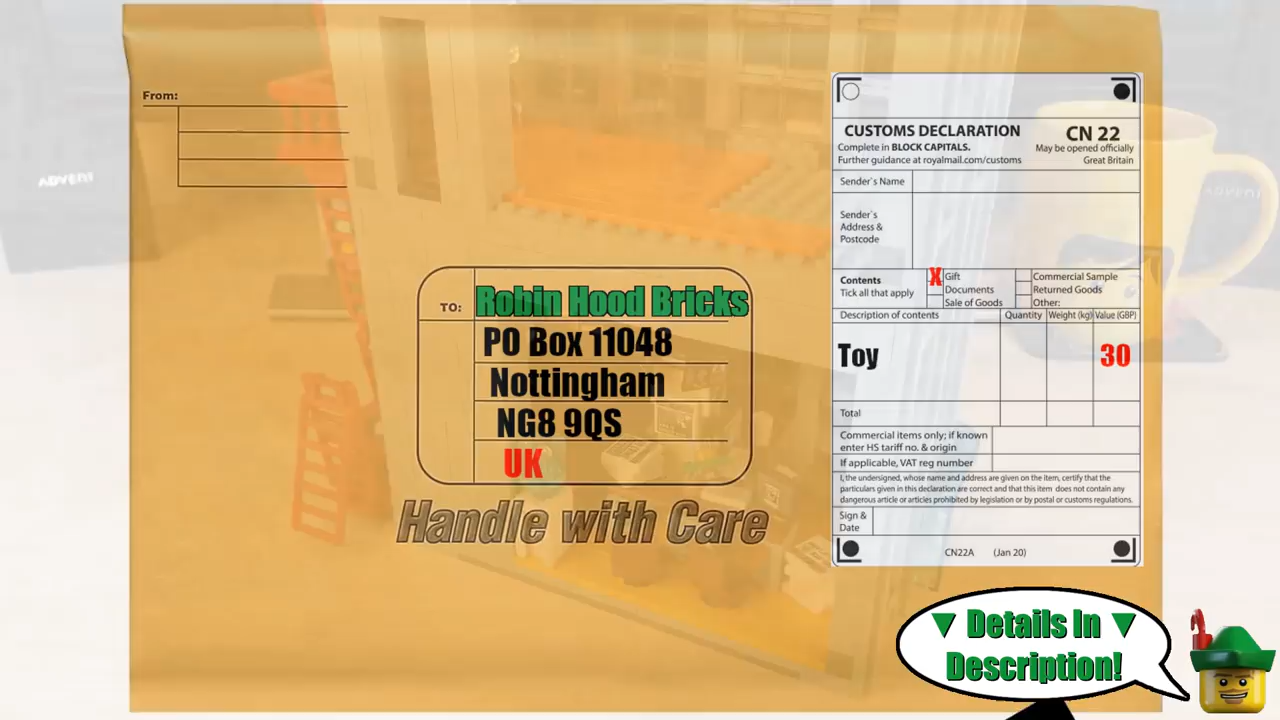 From:
ADVENT
TO: Robin Hood Bricks
PO Box 11048
Nottingham
NG8 9QS
UK
Handle with Care
CUSTOMS DECLARATION CN 22
Complete in BLOCK CAPITALS. May be opened officially
Further guidance at royalmail.com/customs Great Britain
Sender`s Name
Sender`s
Address &
Postcode
Contents
Tick all that apply
X Gift
Documents
Sale of Goods
Commercial Sample
Returned Goods
Other:
Description of contents Quantity Weight (kg) Value (GBP)
Toy 30
Total
Commercial items only; if known
enter HS tariff no. & origin
If applicable, VAT reg number
I, the undersigned, whose name and address are given on the item, certify that the
particulars given in this declaration are correct and that this item does not contain any
dangerous article or articles prohibited by legislation or by postal or customs regulations.
Sign &
Date
CN22A (Jan 20)
ADVENT
▼ Details In ▼
Description!